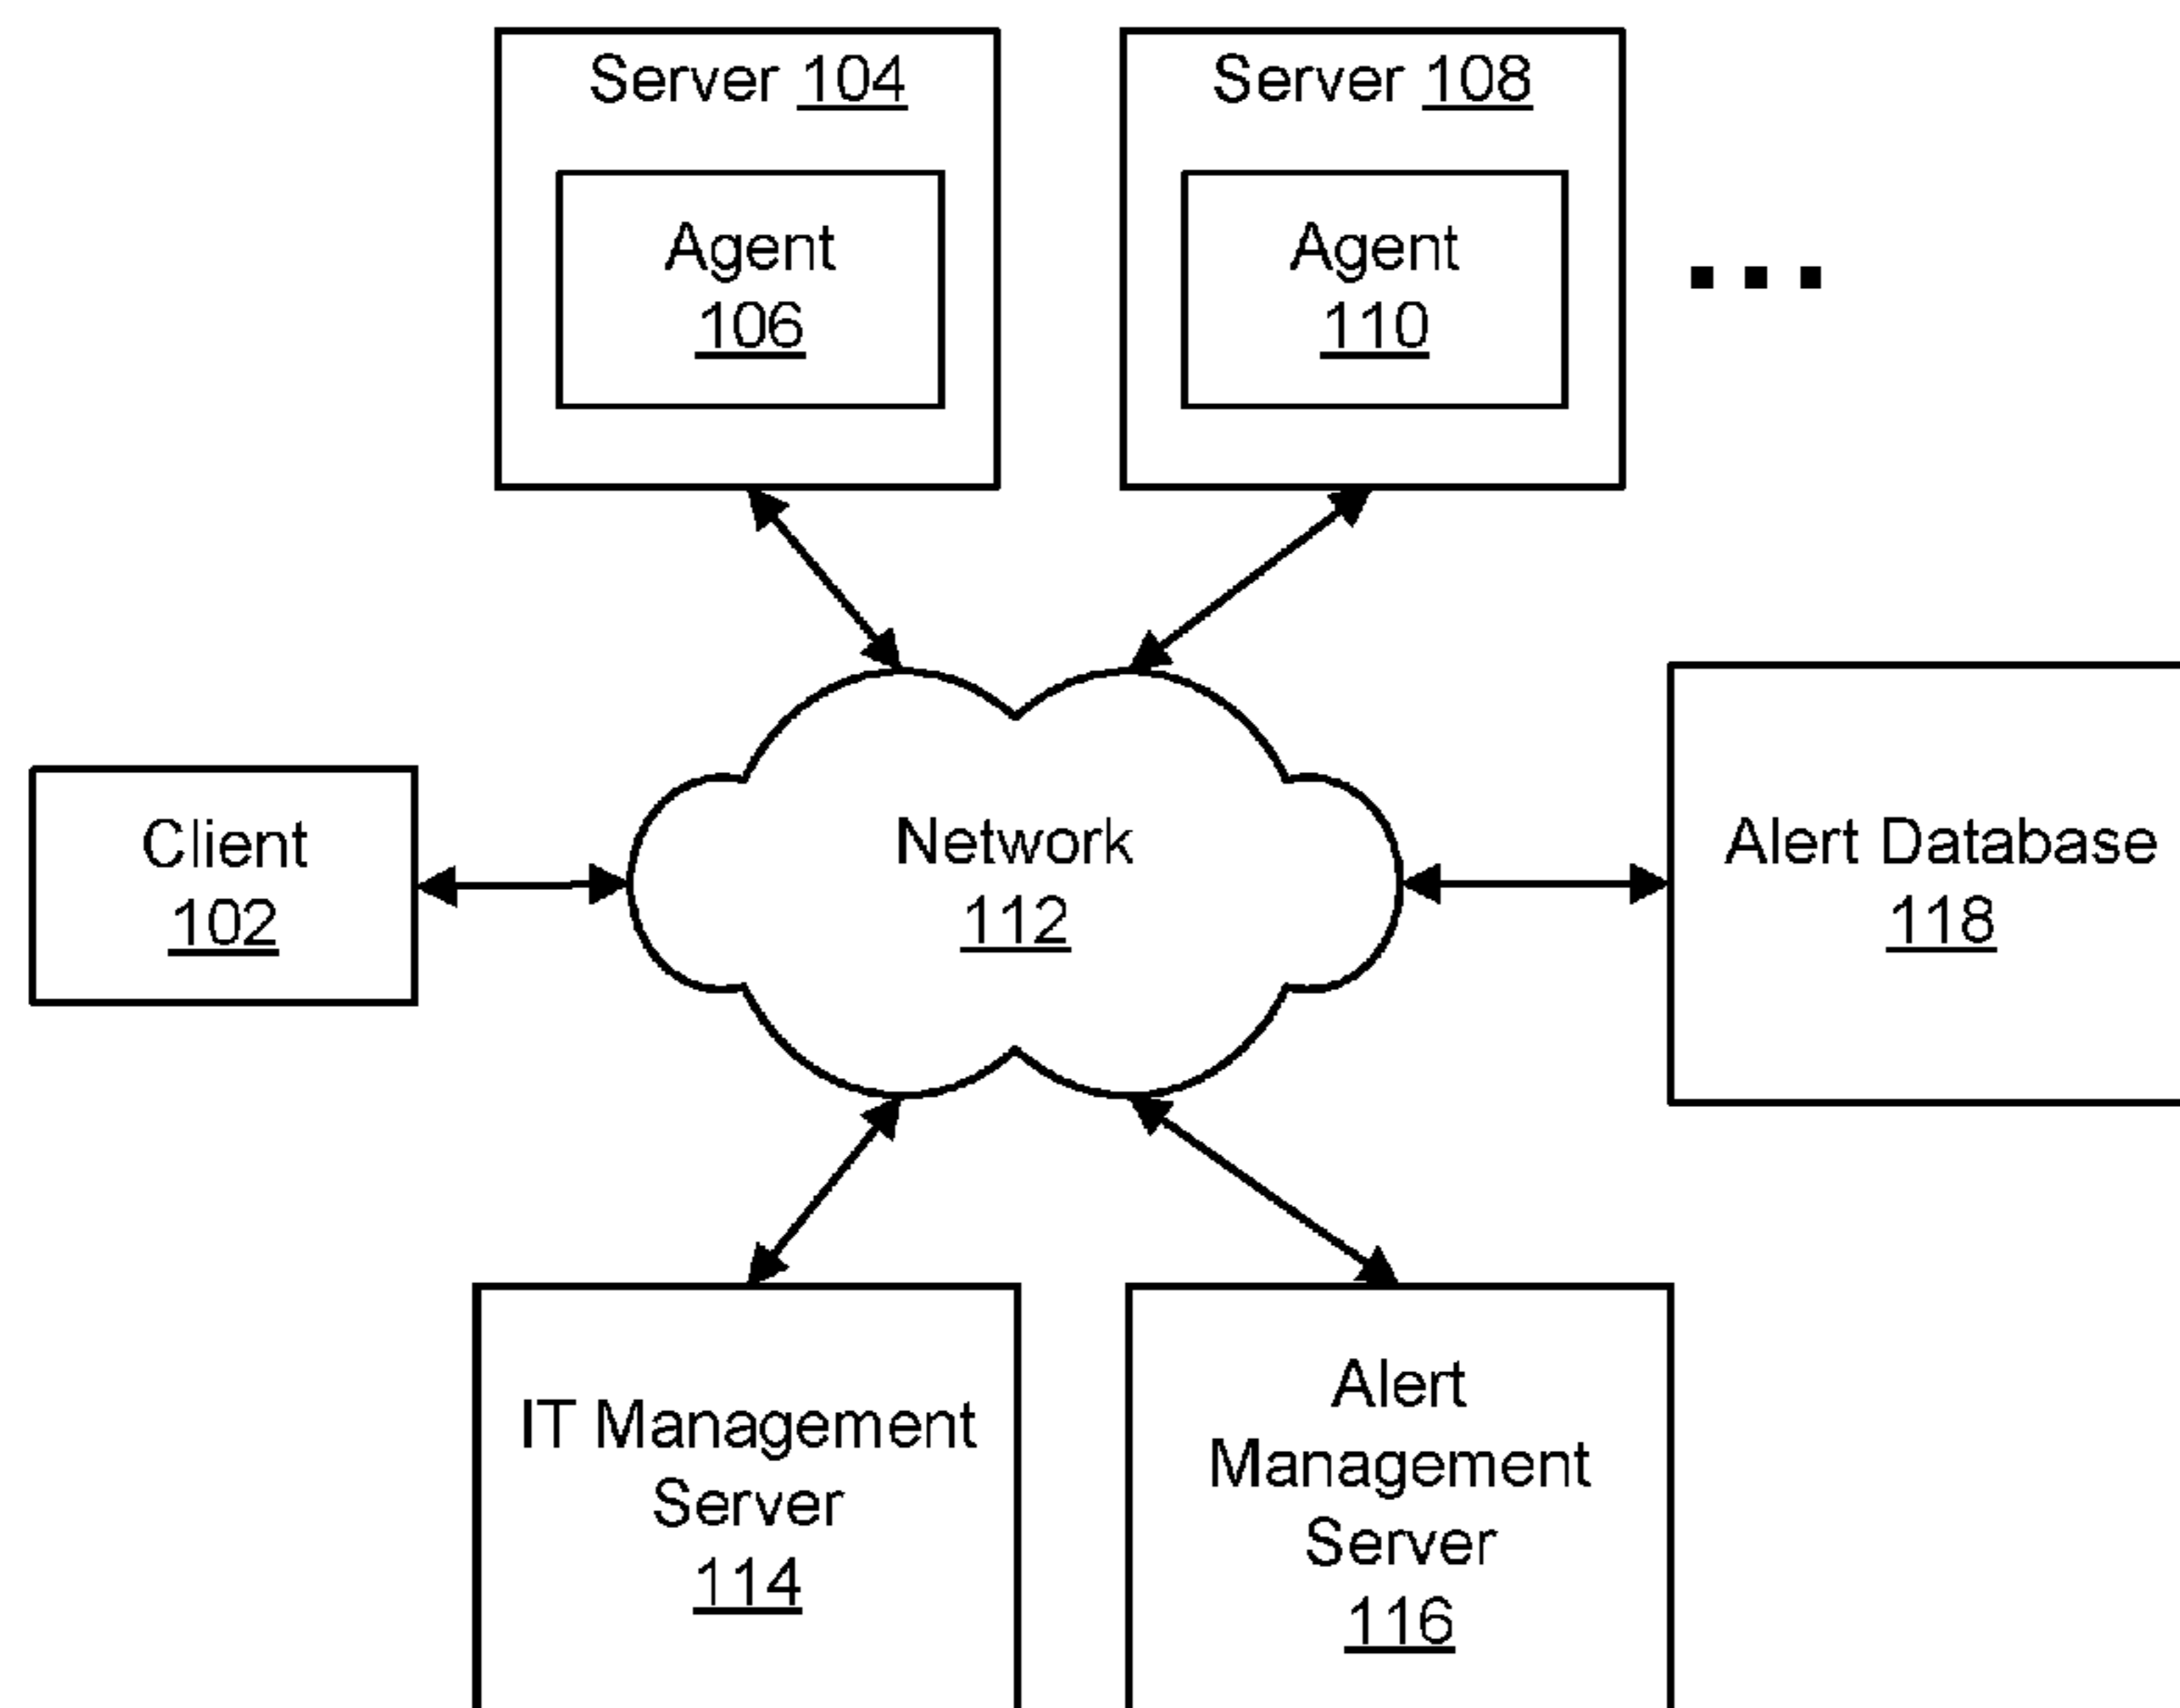 Server 104
Agent
106
Server 108
Agent
110
Client
102
Network
112
Alert Database
118
IT Management
Server
114
Alert
Management
Server
116